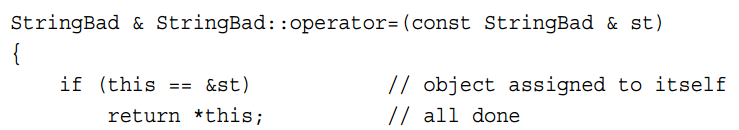 StringBad & StringBad::operator=(const StringBad & st)
{
    if (this == &st)          // object assigned to itself
        return *this;         // all done